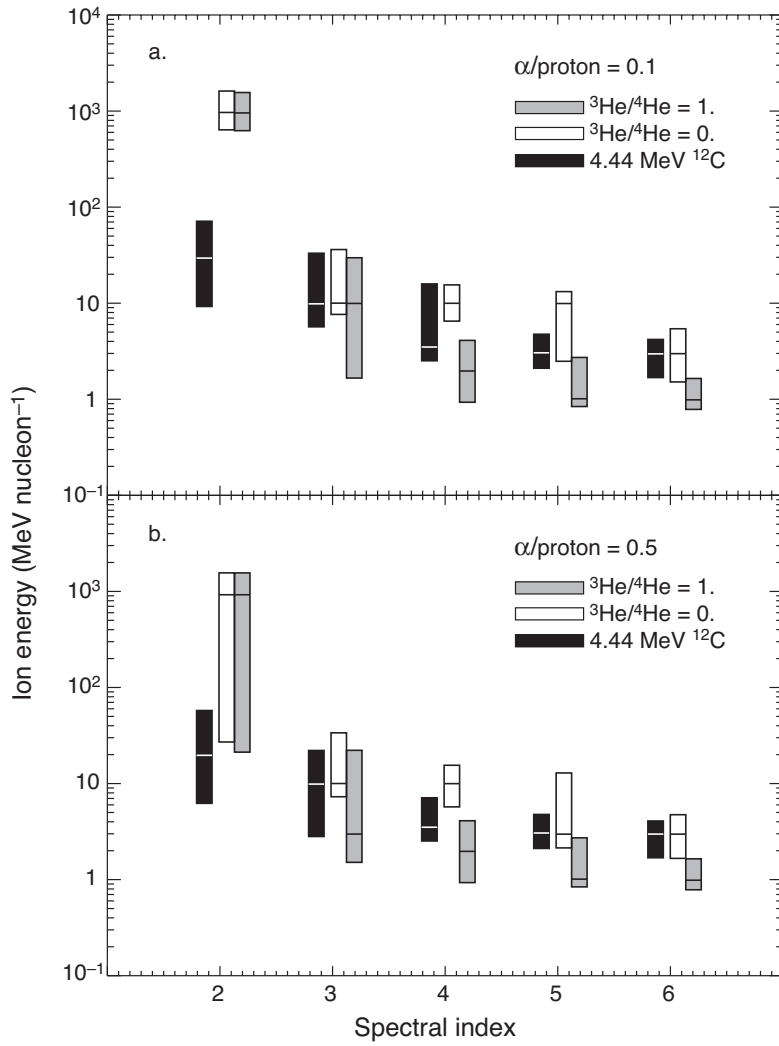 a.
α/proton = 0.1
³He/⁴He = 1.
³He/⁴He = 0.
4.44 MeV ¹²C
10⁴
10³
10²
10
1
10⁻¹
b.
α/proton = 0.5
³He/⁴He = 1.
³He/⁴He = 0.
4.44 MeV ¹²C
10³
10²
10
1
10⁻¹
2 3 4 5 6
Spectral index
Ion energy (MeV nucleon⁻¹)